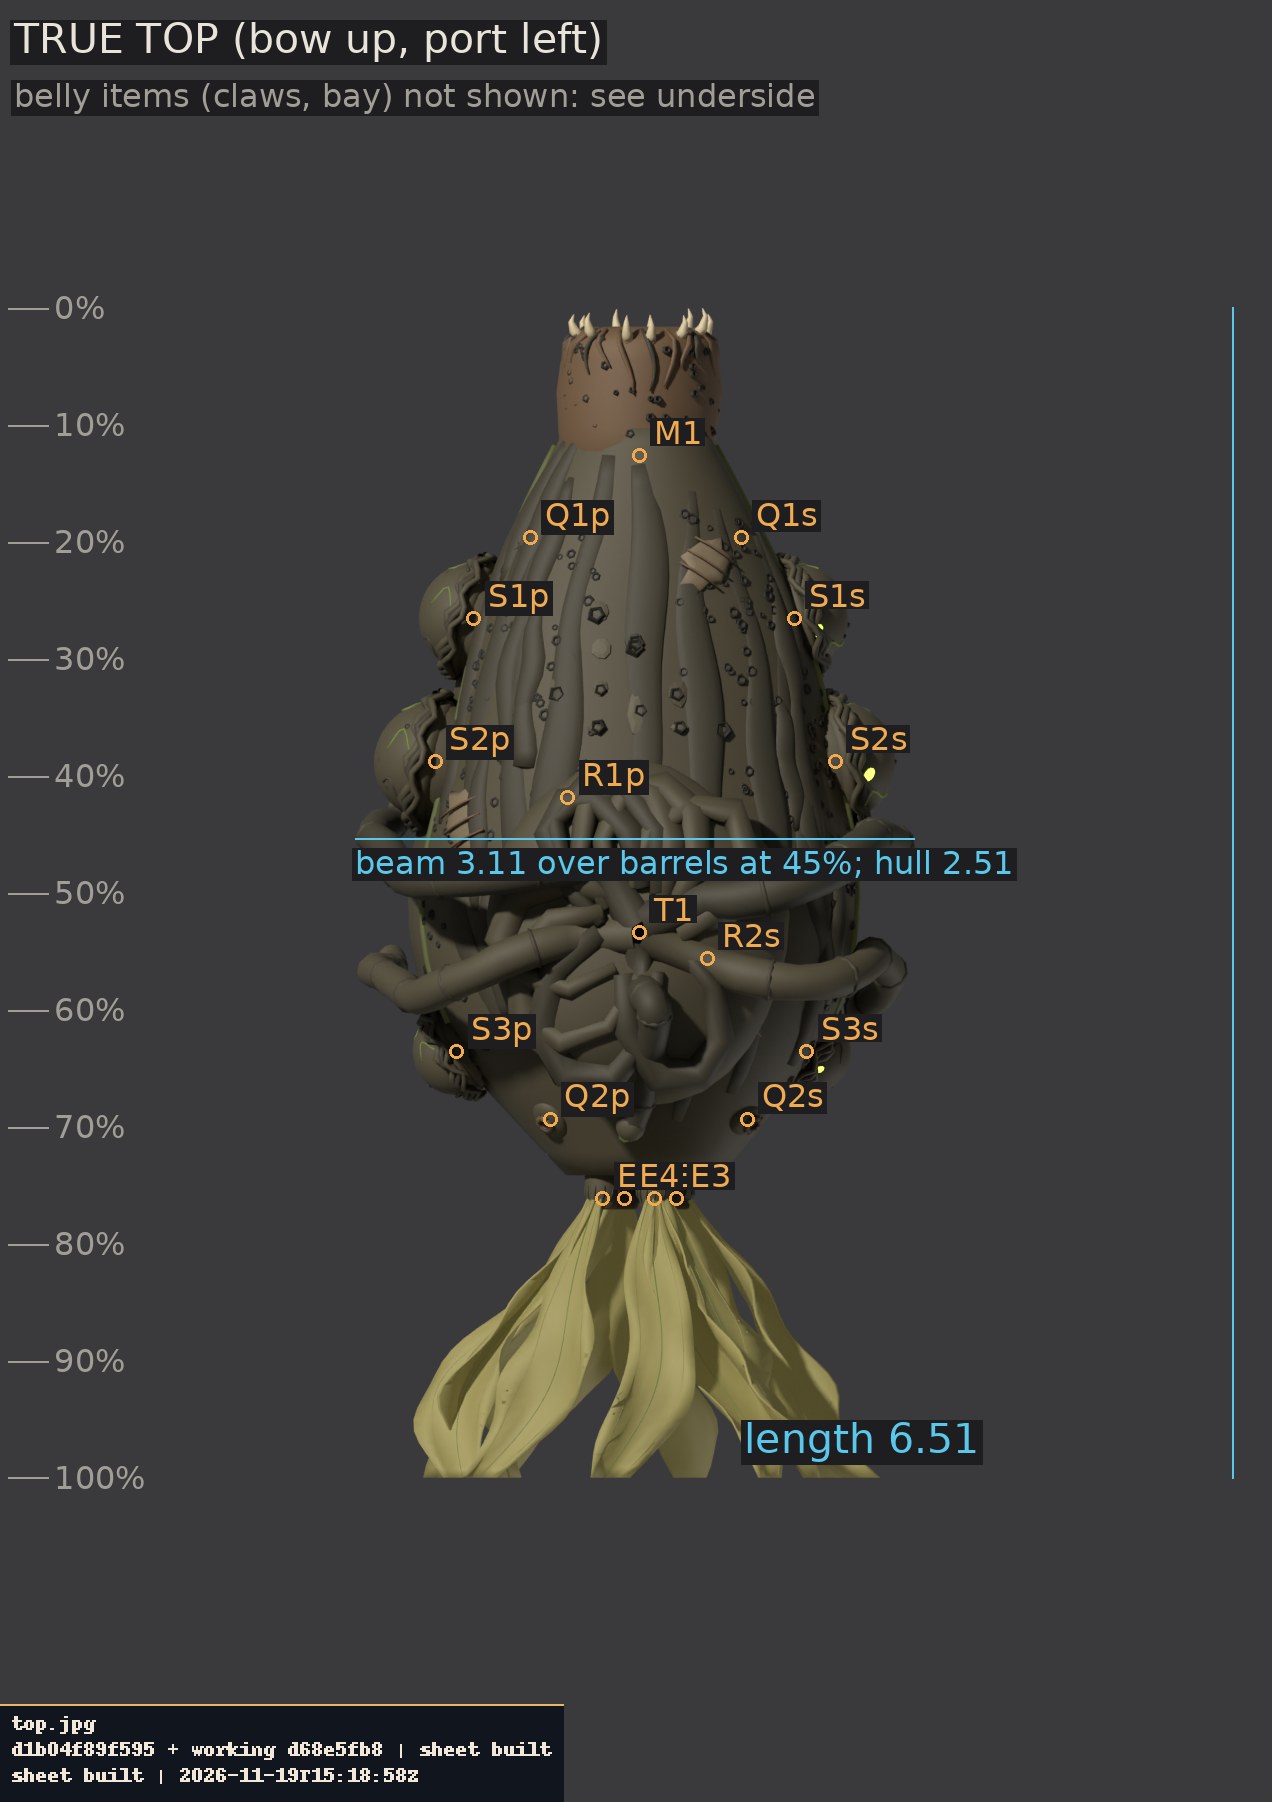 TRUE TOP (bow up, port left)
belly items (claws, bay) not shown: see underside
0%
10%
M1
Q1p
Q1s
20%
S1p
S1s
30%
S2p
S2s
R1p
40%
beam 3.11 over barrels at 45%; hull 2.51
50%
T1
R2s
60%
S3p
S3s
Q2p
Q2s
70%
E3
80%
90%
length 6.51
100%
top.jpg
d1b04f89f595 + working d68e5fb8 | sheet built
sheet built | 2026-11-19T15:18:58Z